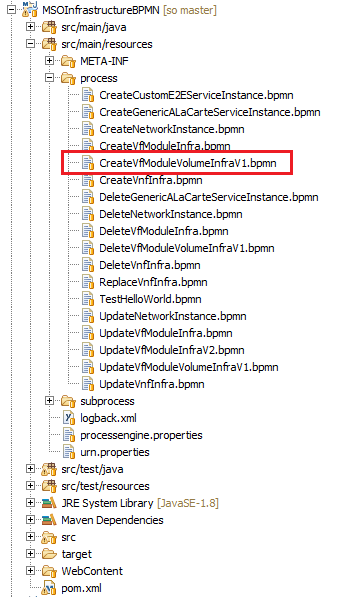 MSOInfrastructureBPMN [so master]
src/main/java
src/main/resources
META-INF
process
CreateCustomE2EServiceInstance.bpmn
CreateGenericALaCarteServiceInstance.bpmn
CreateNetworkInstance.bpmn
CreateVfModuleInfra.bpmn
CreateVfModuleVolumeInfraV1.bpmn
CreateVnfInfra.bpmn
DeleteGenericALaCarteServiceInstance.bpmn
DeleteNetworkInstance.bpmn
DeleteVfModuleInfra.bpmn
DeleteVfModuleVolumeInfraV1.bpmn
DeleteVnfInfra.bpmn
ReplaceVnfInfra.bpmn
TestHelloWorld.bpmn
UpdateNetworkInstance.bpmn
UpdateVfModuleInfra.bpmn
UpdateVfModuleInfraV2.bpmn
UpdateVfModuleVolumeInfraV1.bpmn
UpdateVnfInfra.bpmn
subprocess
logback.xml
processengine.properties
urn.properties
src/test/java
src/test/resources
JRE System Library [JavaSE-1.8]
Maven Dependencies
src
target
WebContent
pom.xml